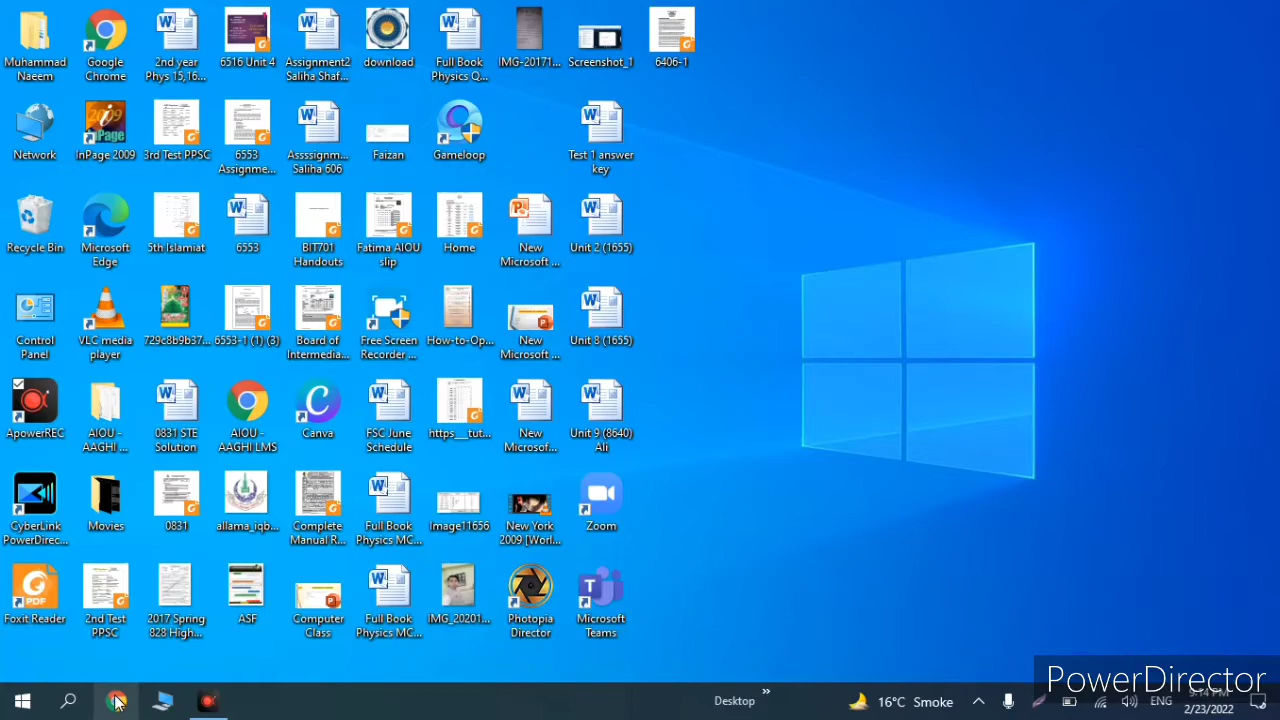 Muhammad
Naeem
Google
Chrome
2nd year
Phys 15,16...
6516 Unit 4
Assignment2
Saliha Shaf...
download
Full Book
Physics Q...
IMG-20171...
Screenshot_1
6406-1
Network
InPage 2009
3rd Test PPSC
6553
Assignme...
Asssignm...
Saliha 606
Faizan
Gameloop
Test 1 answer
key
Recycle Bin
Microsoft
Edge
5th Islamiat
6553
BIT701
Handouts
Fatima AIOU
slip
Home
New
Microsoft ...
Unit 2 (1655)
Control
Panel
VLC media
player
729c8b9b37...
6553-1 (1) (3)
Board of
Intermedia...
Free Screen
Recorder ...
How-to-Op...
New
Microsoft ...
Unit 8 (1655)
ApowerREC
AIOU -
AAGHI ...
0831 STE
Solution
AIOU -
AAGHI LMS
Canva
FSC June
Schedule
https___tut...
New
Microsof...
Unit 9 (8640)
Ali
CyberLink
PowerDirec...
Movies
0831
allama_iqb...
Complete
Manual R...
Full Book
Physics MC...
Image11656
New York
2009 [Worl...
Zoom
Foxit Reader
2nd Test
PPSC
2017 Spring
828 High...
ASF
Computer
Class
Full Book
Physics MC...
IMG_20201...
Photopia
Director
Microsoft
Teams
PowerDirector
Desktop
16°C Smoke
ENG
9:14 PM
2/23/2022